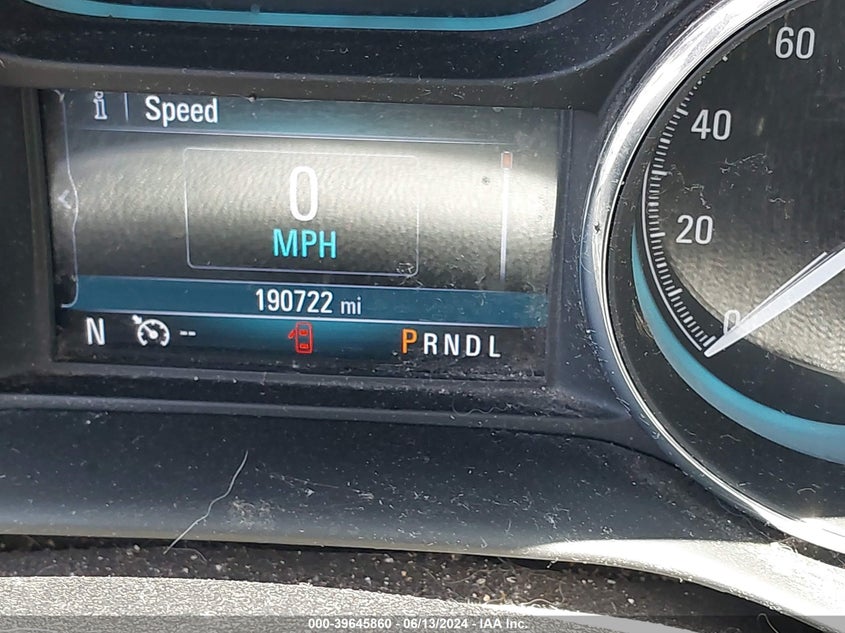 i Speed
0
MPH
190722 mi
N -- PRNDL
60
40
20
0
000-39645860 - 06/13/2024 - IAA Inc.